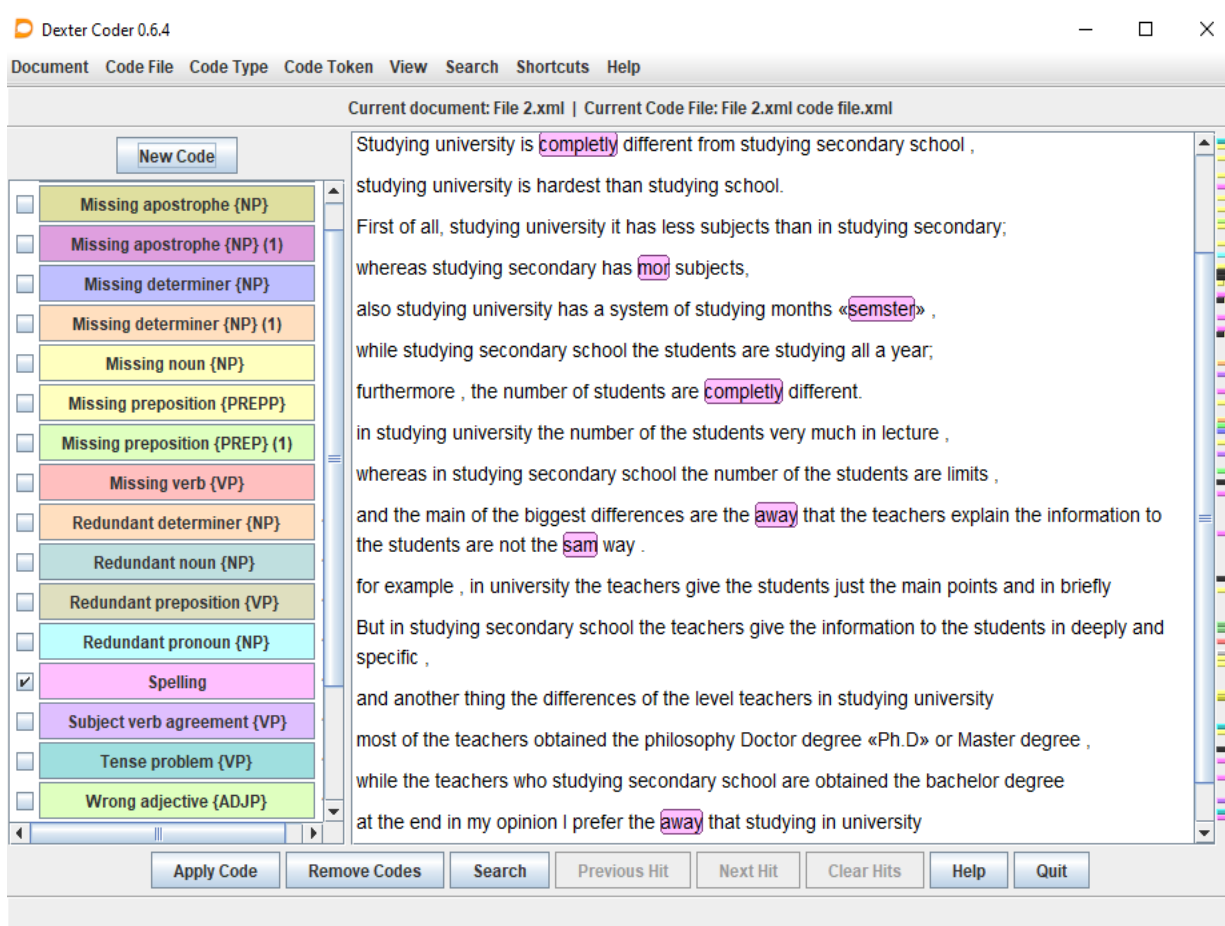 Dexter Coder 0.6.4
Document Code File Code Type Code Token View Search Shortcuts Help
Current document: File 2.xml | Current Code File: File 2.xml code file.xml
New Code
Missing apostrophe {NP}
Missing apostrophe {NP} (1)
Missing determiner {NP}
Missing determiner {NP} (1)
Missing noun {NP}
Missing preposition {PREPP}
Missing preposition {PREP} (1)
Missing verb {VP}
Redundant determiner {NP}
Redundant noun {NP}
Redundant preposition {VP}
Redundant pronoun {NP}
Spelling
Subject verb agreement {VP}
Tense problem {VP}
Wrong adjective {ADJP}
Studying university is completly different from studying secondary school ,
studying university is hardest than studying school.
First of all, studying university it has less subjects than in studying secondary;
whereas studying secondary has mor subjects,
also studying university has a system of studying months «semster» ,
while studying secondary school the students are studying all a year;
furthermore , the number of students are completly different.
in studying university the number of the students very much in lecture ,
whereas in studying secondary school the number of the students are limits ,
and the main of the biggest differences are the away that the teachers explain the information to
the students are not the sam way .
for example , in university the teachers give the students just the main points and in briefly
But in studying secondary school the teachers give the information to the students in deeply and
specific ,
and another thing the differences of the level teachers in studying university
most of the teachers obtained the philosophy Doctor degree «Ph.D» or Master degree ,
while the teachers who studying secondary school are obtained the bachelor degree
at the end in my opinion I prefer the away that studying in university
Apply Code Remove Codes Search Previous Hit Next Hit Clear Hits Help Quit